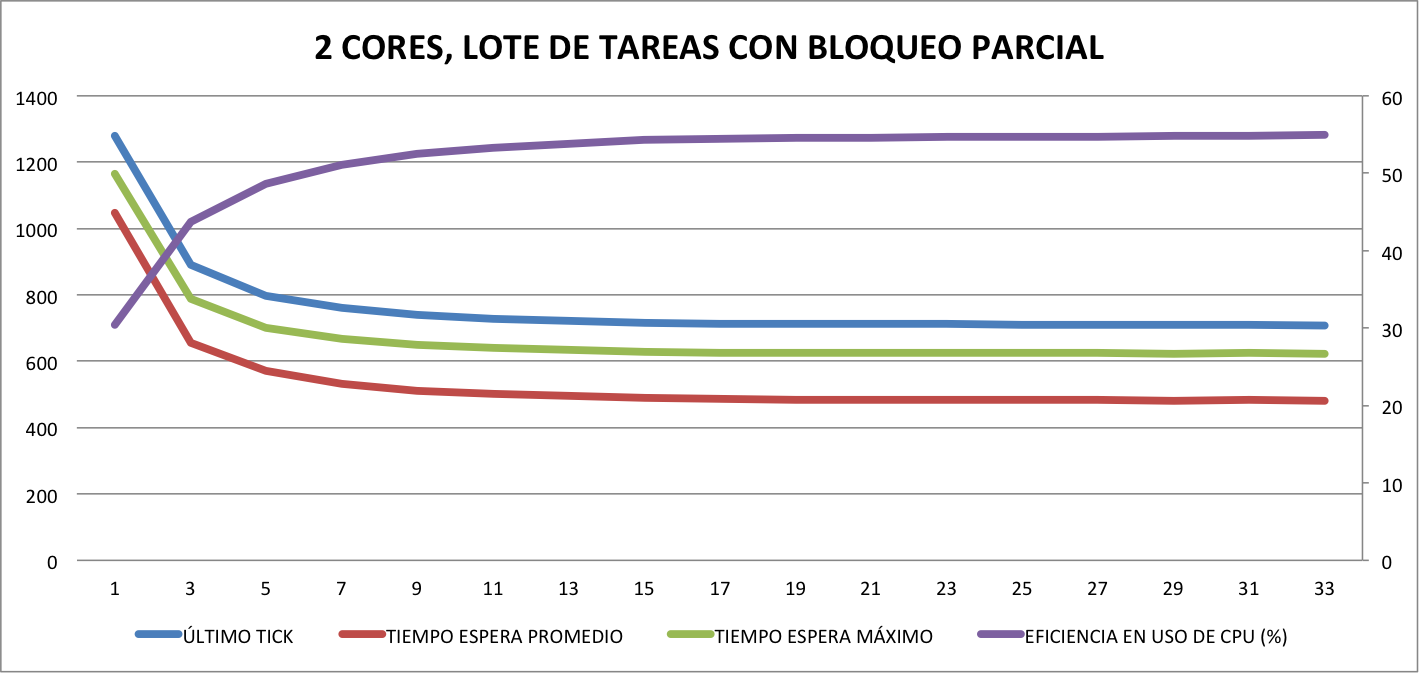 2 CORES, LOTE DE TAREAS CON BLOQUEO PARCIAL
1400 60
1200 50
1000 40
800 30
600 20
400 10
200 0
0
1 3 5 7 9 11 13 15 17 19 21 23 25 27 29 31 33
ÚLTIMO TICK TIEMPO ESPERA PROMEDIO TIEMPO ESPERA MÁXIMO EFICIENCIA EN USO DE CPU (%)